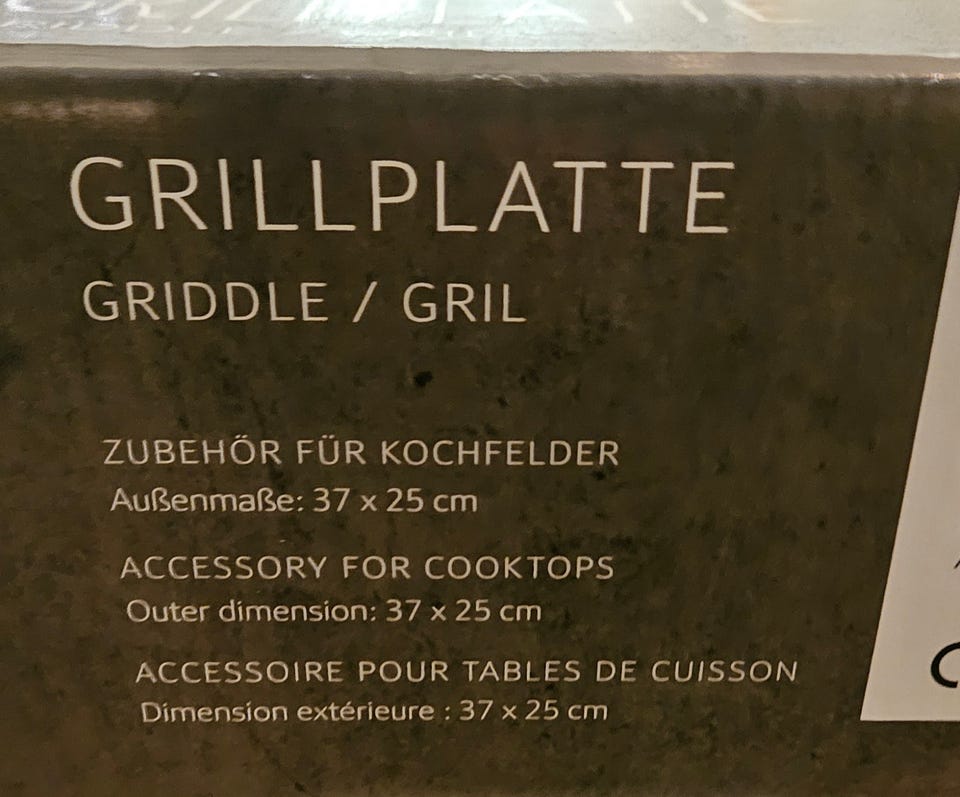 GRILLPLATTE
GRIDDLE / GRIL
ZUBEHÖR FÜR KOCHFELDER
Außenmaße: 37 x 25 cm
ACCESSORY FOR COOKTOPS
Outer dimension: 37 x 25 cm
ACCESSOIRE POUR TABLES DE CUISSON
Dimension extérieure : 37 x 25 cm